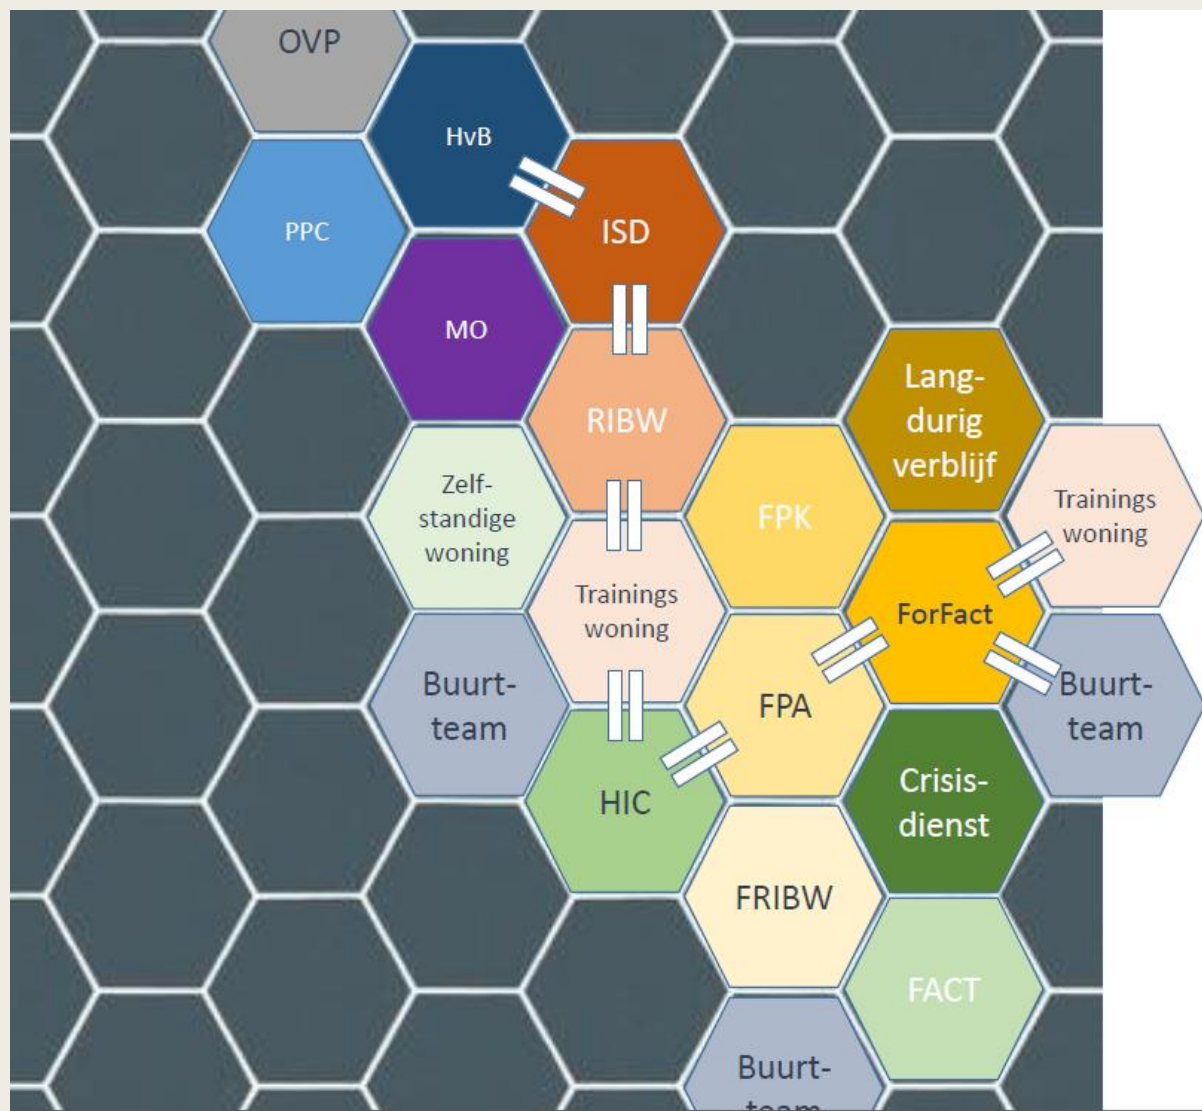 OVP
HvB
PPC
ISD
MO
RIBW
Lang-
durig
verblijf
Zelf-
standige
woning
FPK
Trainings
woning
Trainings
woning
ForFact
Buurt-
team
FPA
Buurt-
team
HIC
Crisis-
dienst
FRIBW
FACT
Buurt-
team